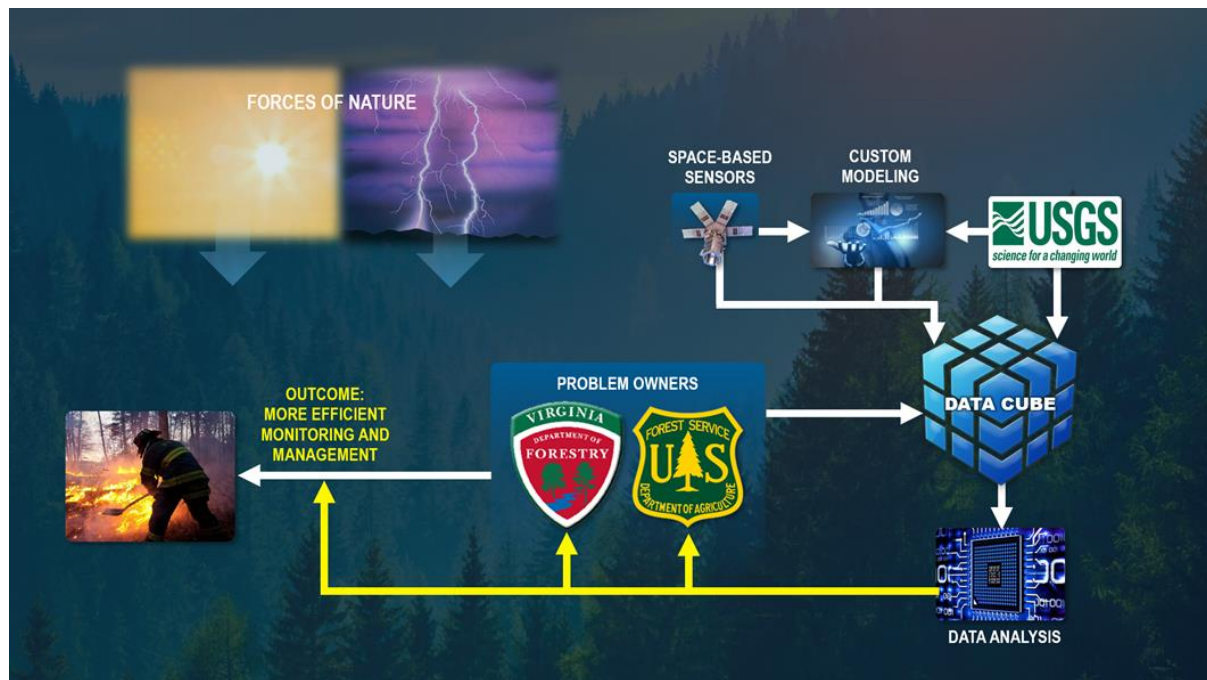 FORCES OF NATURE
SPACE-BASED
SENSORS
CUSTOM
MODELING
USGS
science for a changing world
DATA CUBE
PROBLEM OWNERS
VIRGINIA
DEPARTMENT OF
FORESTRY
FOREST SERVICE
U S
DEPARTMENT OF AGRICULTURE
OUTCOME:
MORE EFFICIENT
MONITORING AND
MANAGEMENT
DATA ANALYSIS